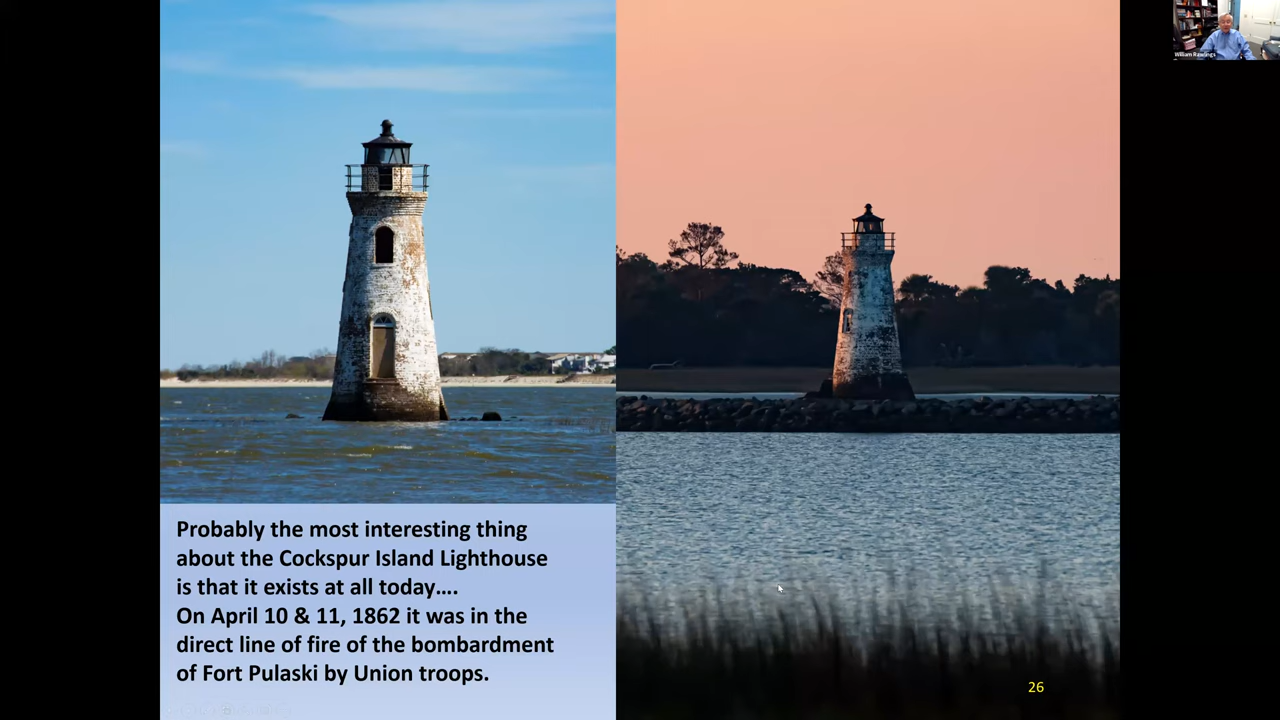 William Rawlings
Probably the most interesting thing
about the Cockspur Island Lighthouse
is that it exists at all today....
On April 10 & 11, 1862 it was in the
direct line of fire of the bombardment
of Fort Pulaski by Union troops.
26